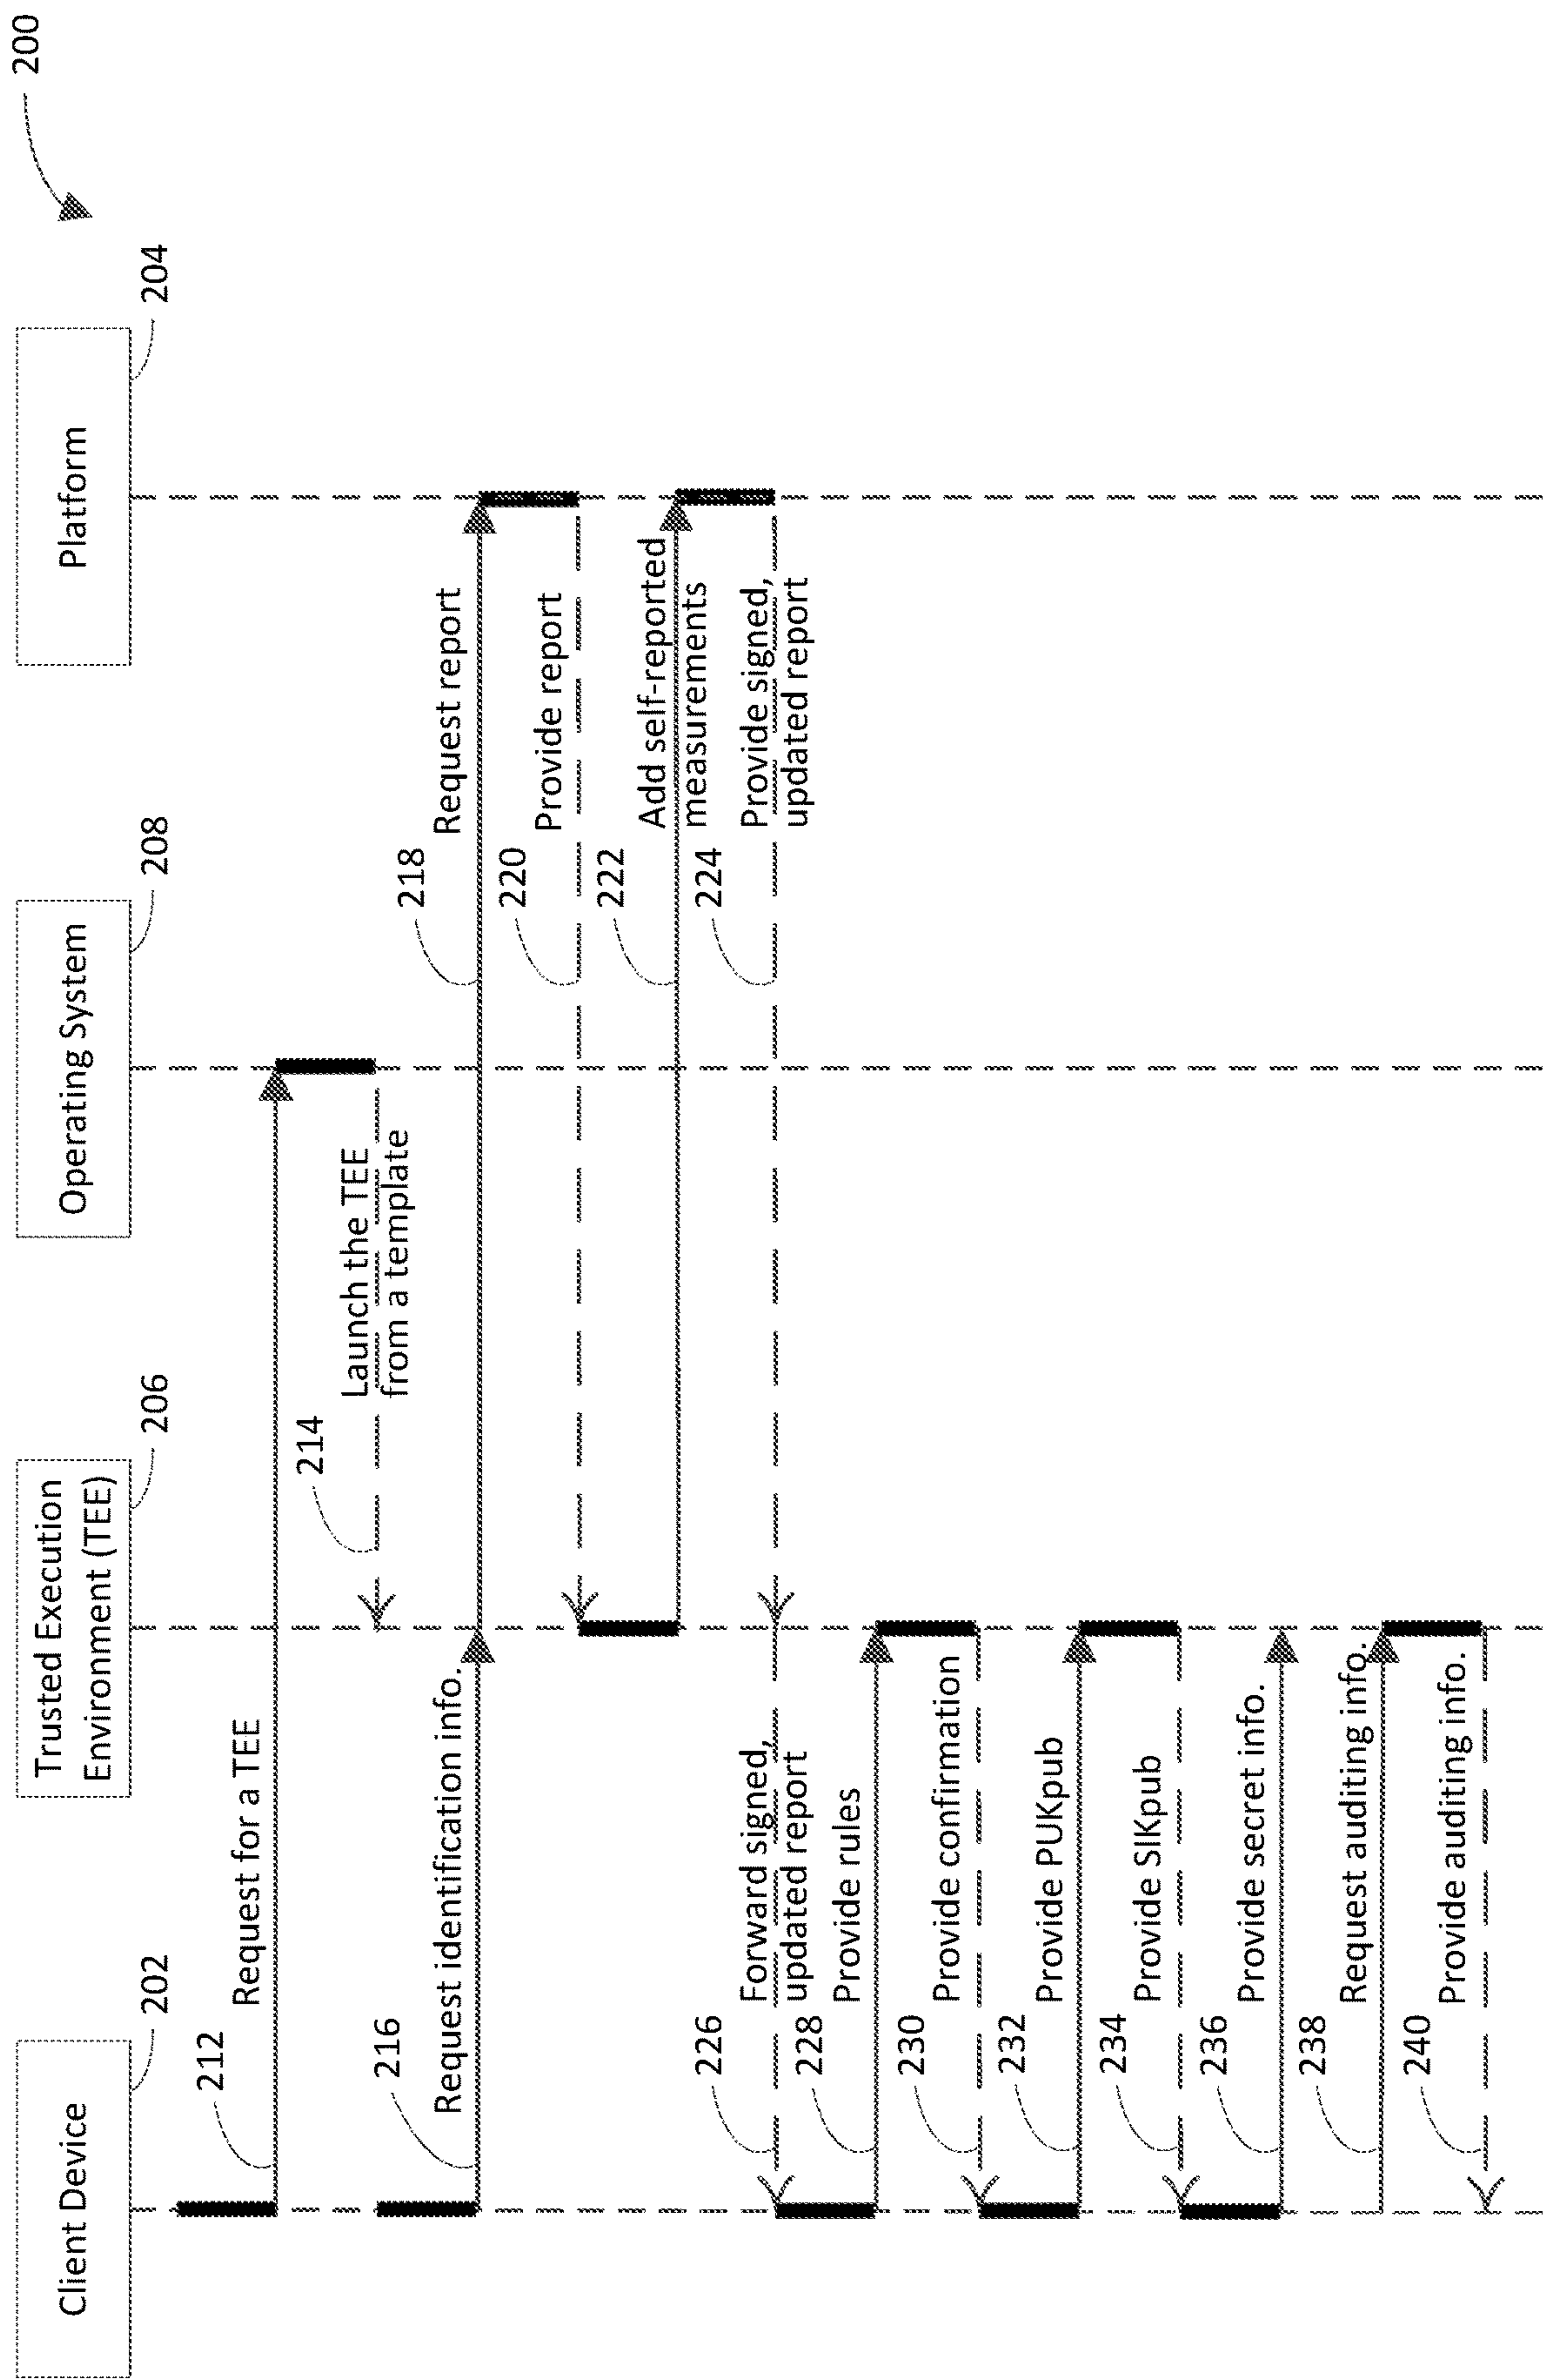 200
Client Device
202
Trusted Execution
Environment (TEE)
206
Operating System
208
Platform
204
212
Request for a TEE
214
Launch the TEE
from a template
216
Request identification info.
218
Request report
220
Provide report
222
Add self-reported
measurements
224
Provide signed,
updated report
226
Forward signed,
updated report
228
Provide rules
230
Provide confirmation
232
Provide PUKpub
234
Provide SIKpub
236
Provide secret info.
238
Request auditing info.
240
Provide auditing info.